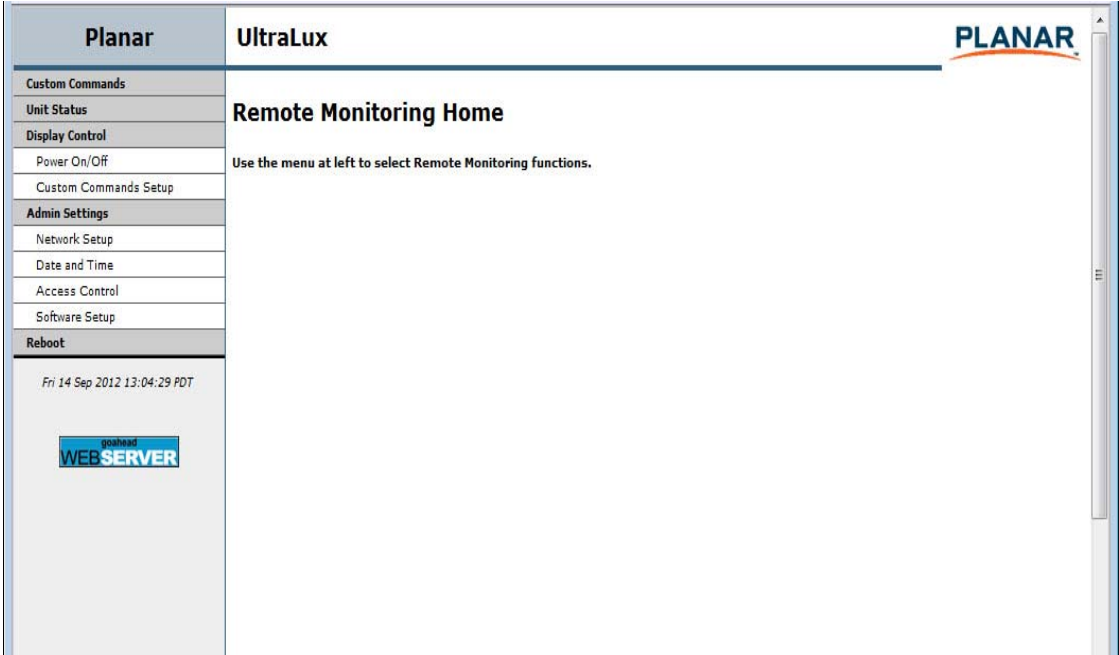 Planar
UltraLux
PLANAR
Custom Commands
Unit Status
Display Control
Power On/Off
Custom Commands Setup
Admin Settings
Network Setup
Date and Time
Access Control
Software Setup
Reboot
Fri 14 Sep 2012 13:04:29 PDT
goahead
WEBSERVER
Remote Monitoring Home
Use the menu at left to select Remote Monitoring functions.